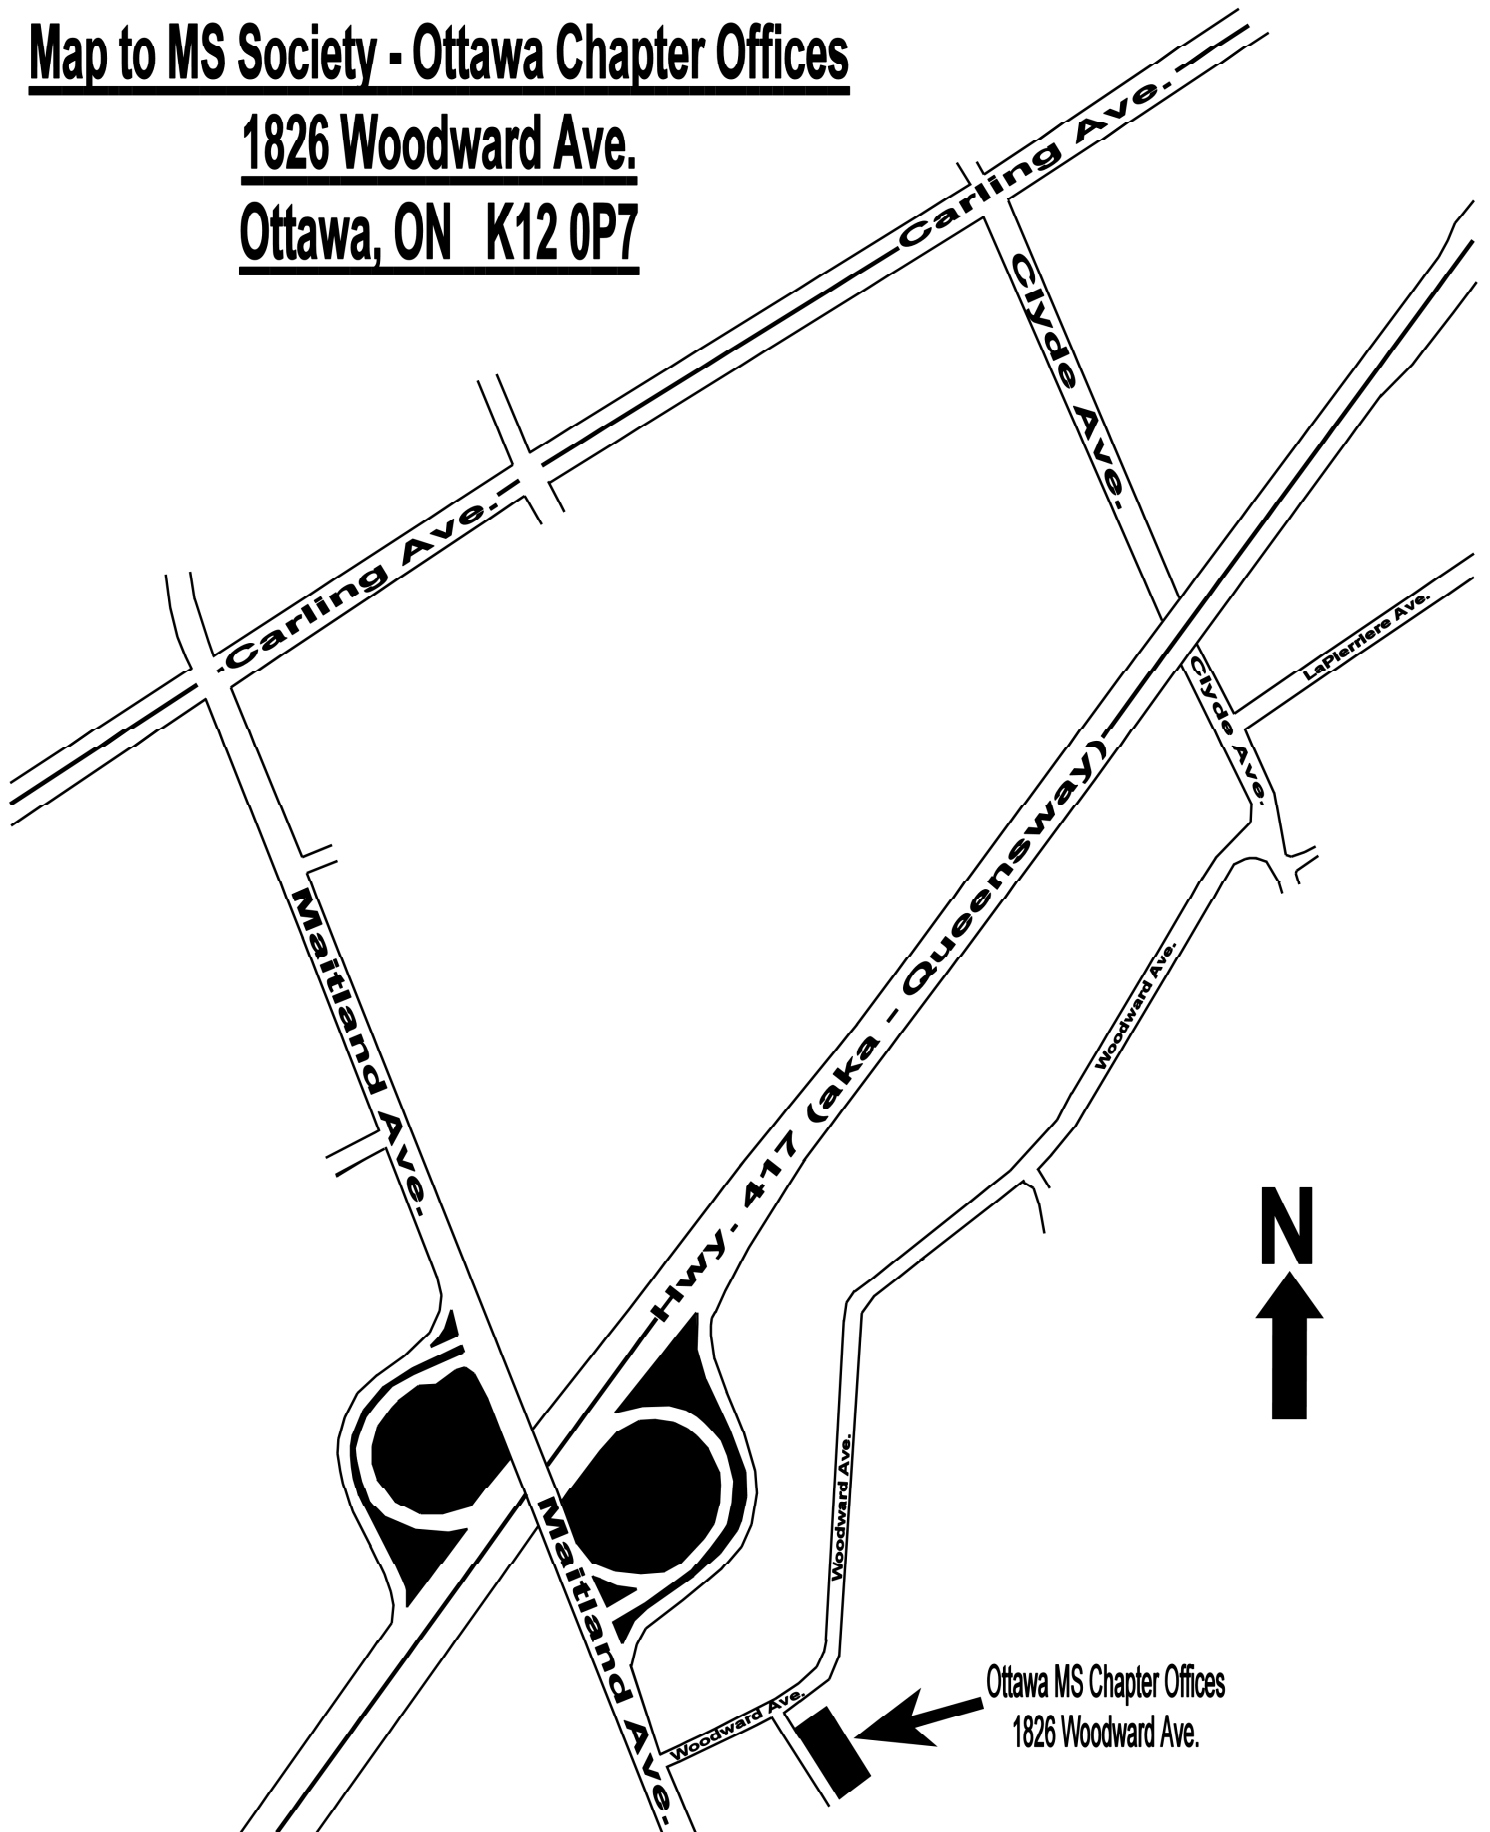 Map to MS Society - Ottawa Chapter Offices
1826 Woodward Ave.
Ottawa, ON K12 0P7
Carling Ave.
Clyde Ave.
Carling Ave.
LaPierriere Ave.
Clyde Ave.
Hwy. 417 (aka - Queensway)
Maitland Ave.
Woodward Ave.
N
Woodward Ave.
Maitland Ave.
Woodward Ave.
Ottawa MS Chapter Offices
1826 Woodward Ave.